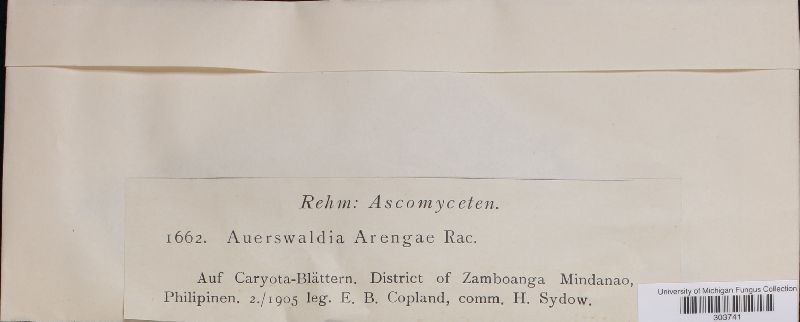 Rehm: Ascomyceten.
1662. Auerswaldia Arengae Rac.
Auf Caryota-Blättern. District of Zamboanga Mindanao,
Philipinen. 2./1905 leg. E. B. Copland, comm. H. Sydow.
University of Michigan Fungus Collection
303741